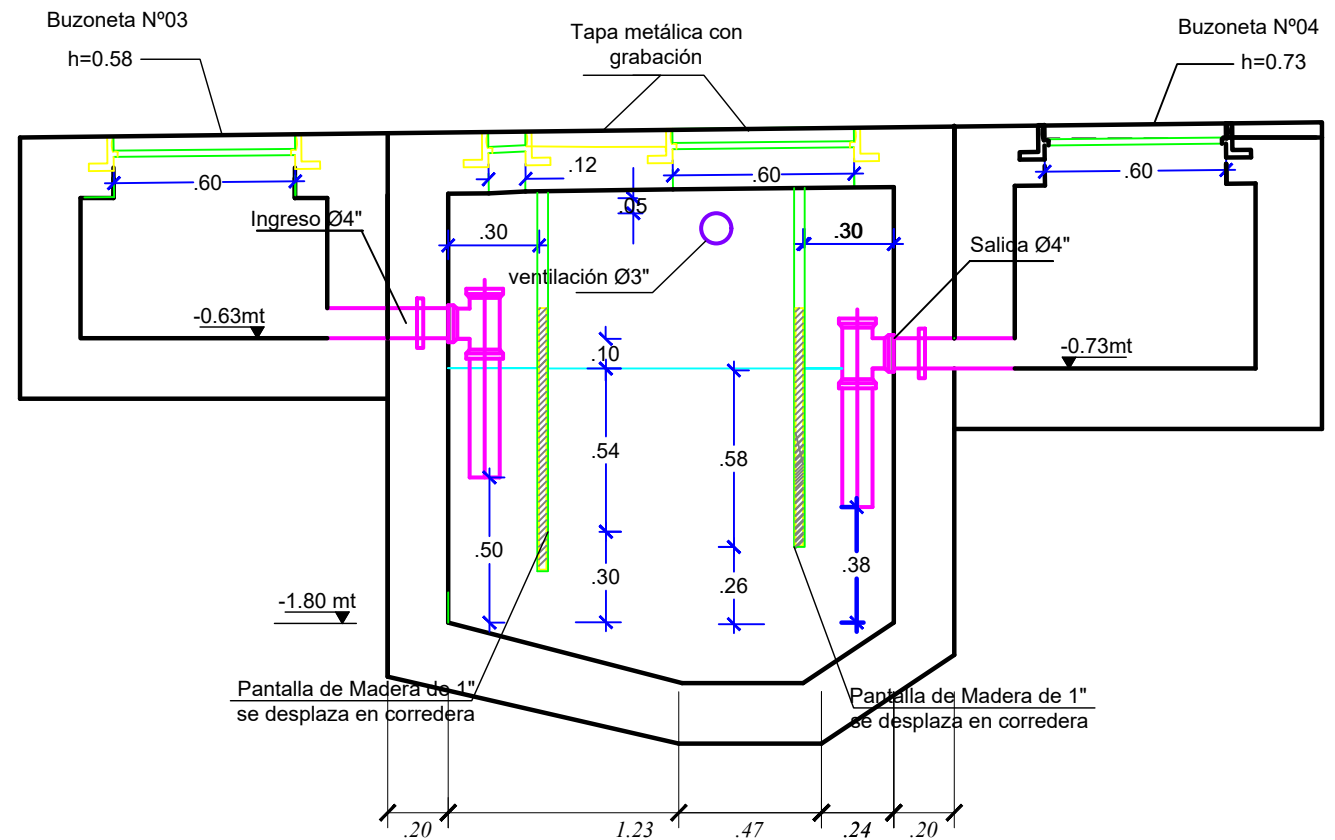 Buzoneta Nº03
h=0.58
Tapa metálica con
grabación
Buzoneta Nº04
h=0.73
.60
.12
.60
.60
.05
Ingreso Ø4"
.30
.30
Salida Ø4"
ventilación Ø3"
-0.63mt
.10
-0.73mt
.54
.58
.50
.30
.26
.38
-1.80 mt
Pantalla de Madera de 1"
se desplaza en corredera
Pantalla de Madera de 1"
se desplaza en corredera
.20
1.23
.47
.24
.20